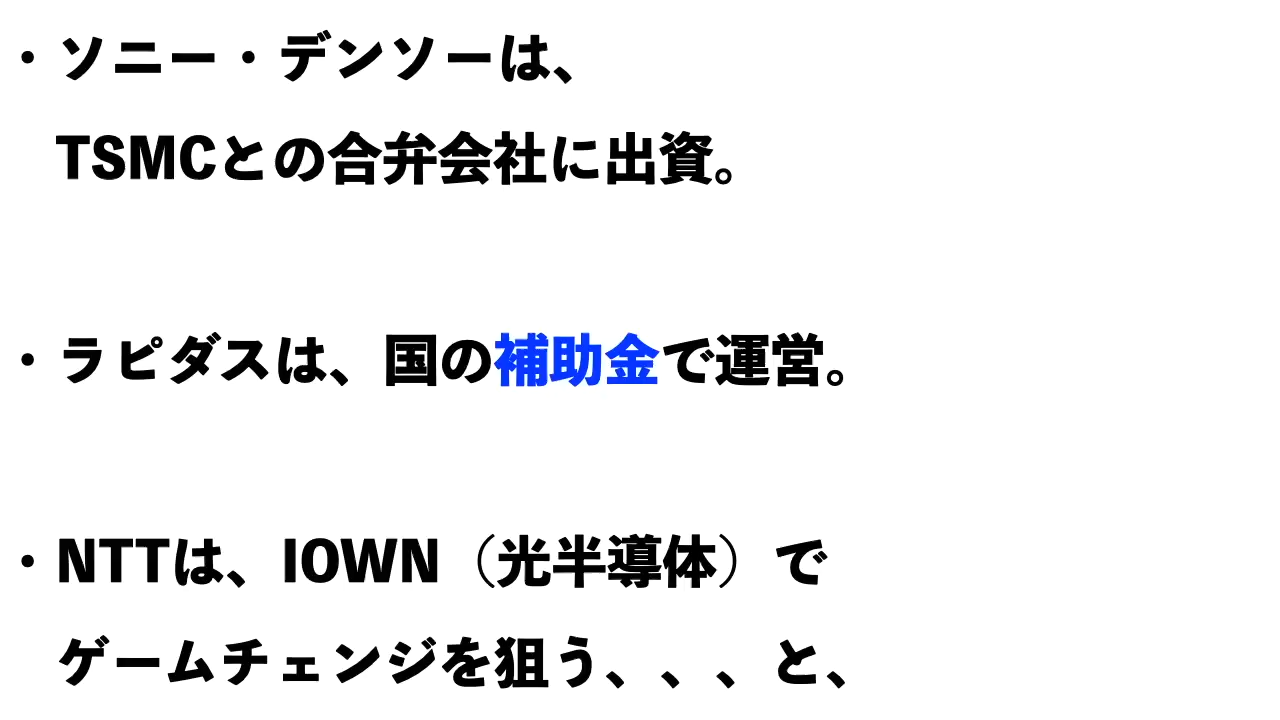 ・ソニー・デンソーは、
TSMCとの合弁会社に出資。
・ラピダスは、国の補助金で運営。
・NTTは、IOWN（光半導体）で
ゲームチェンジを狙う、、、と、